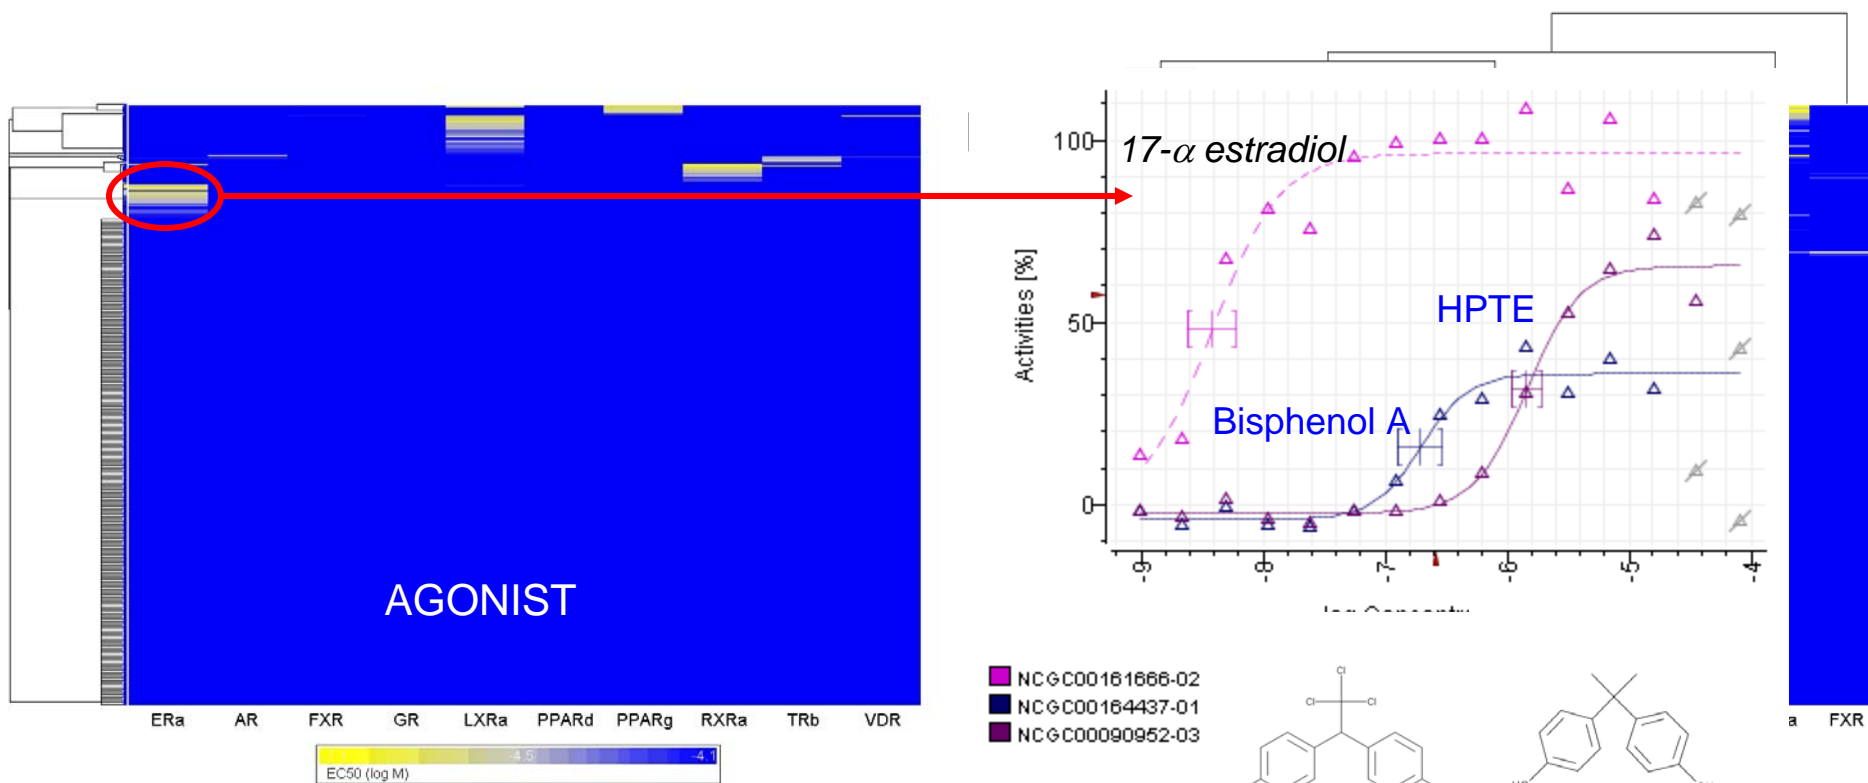 AGONIST
ERa AR FXR GR LXRa PPARd PPARg RXRa TRb VDR
-4.5 -4.1
EC50 (log M)
100
50
0
Activities [%]
17-α estradiol
HPTE
Bisphenol A
-9 -8 -7 -6 -5 -4
NCGC00161666-02
NCGC00164437-01
NCGC00090952-03
Cl
Cl Cl
a FXR